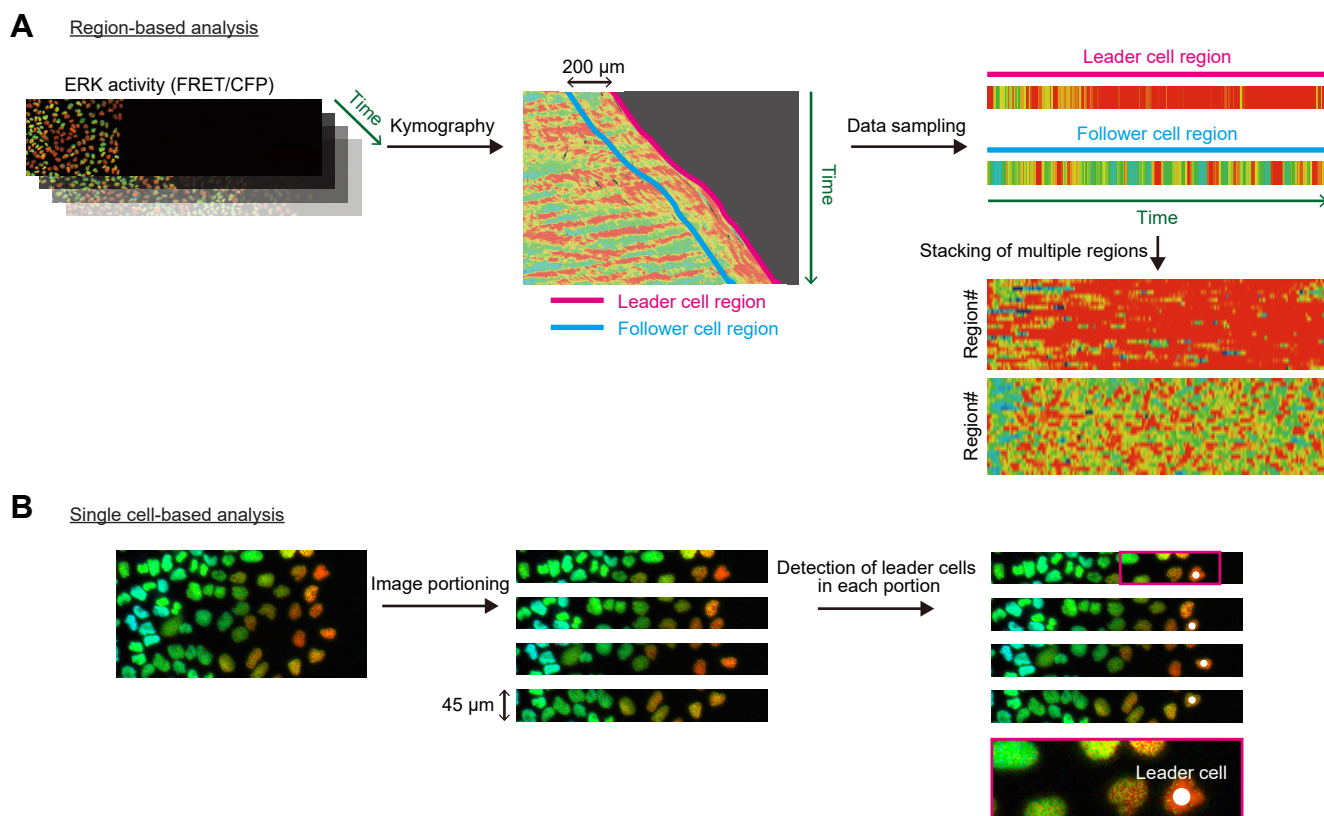 A
Region-based analysis
ERK activity (FRET/CFP)
Time
Kymography
200 µm
Time
Leader cell region
Follower cell region
Data sampling
Leader cell region
Follower cell region
Time
Stacking of multiple regions
Region#
Region#
B
Single cell-based analysis
Image portioning
45 µm
Detection of leader cells
in each portion
Leader cell